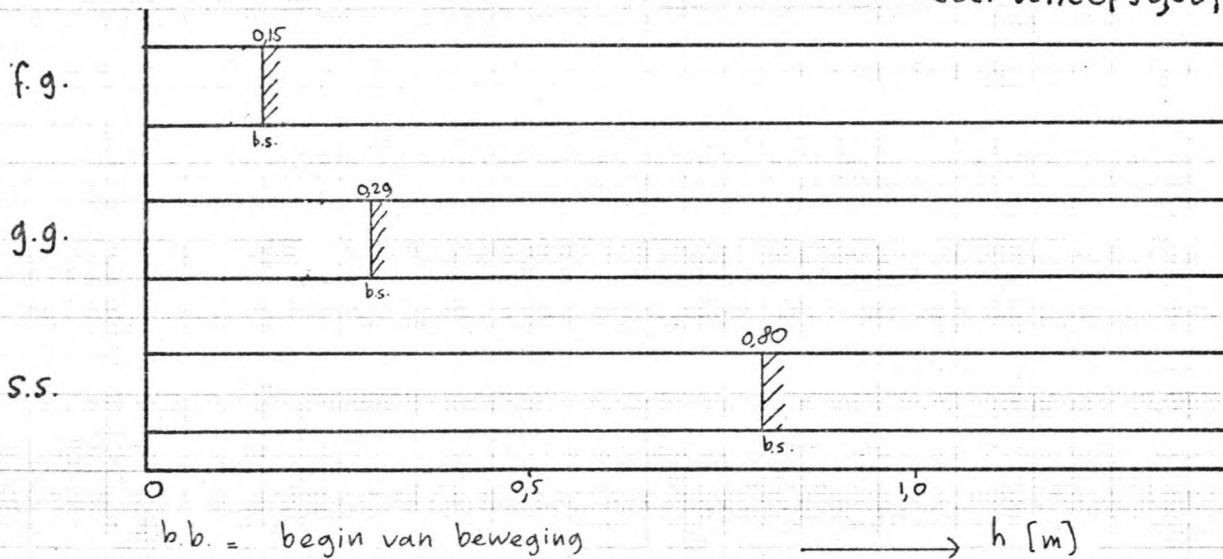 0,15
f.g.
b.s.
0,29
g.g.
b.s.
0,80
s.s.
b.s.
0 0,5 1,0
b.b. = begin van beweging → h [m]